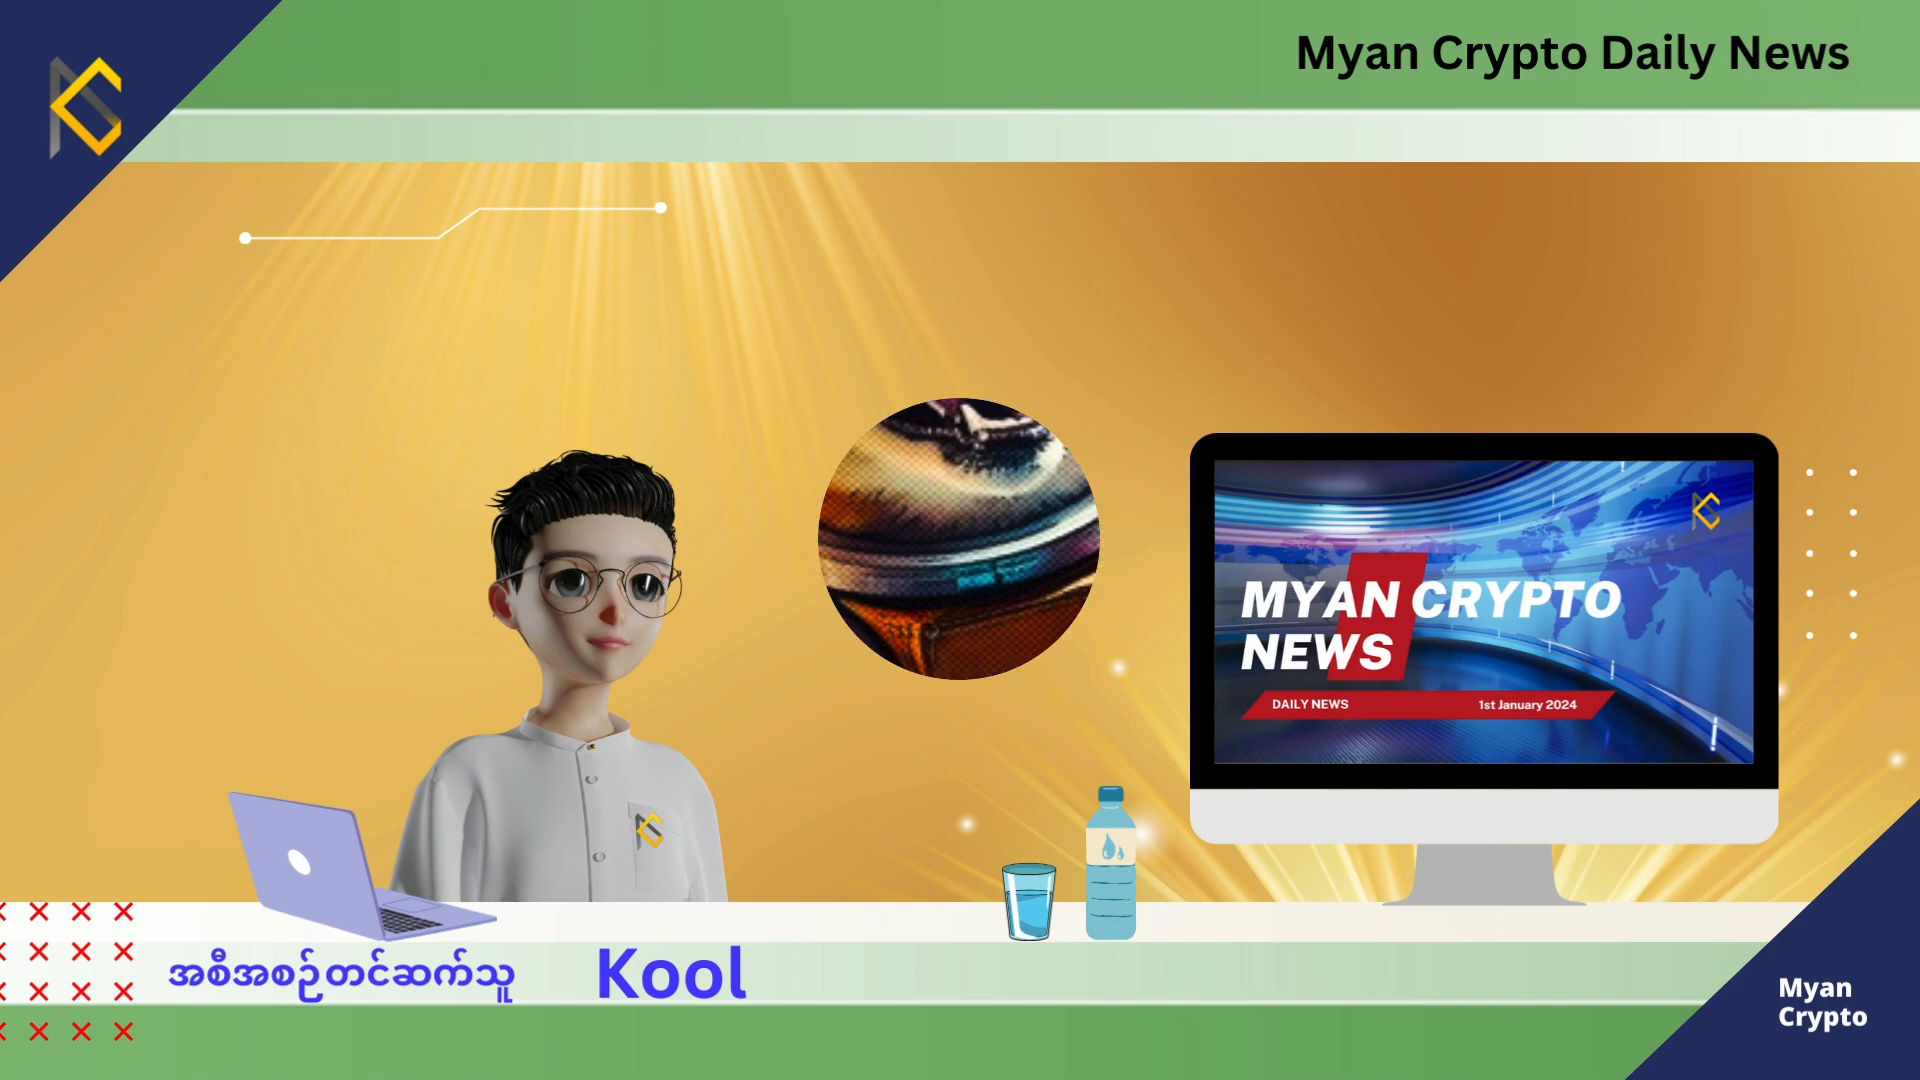 Myan Crypto Daily News
MYAN CRYPTO
NEWS
DAILY NEWS 1st January 2024
အစီအစဉ်တင်ဆက်သူ Kool
Myan
Crypto